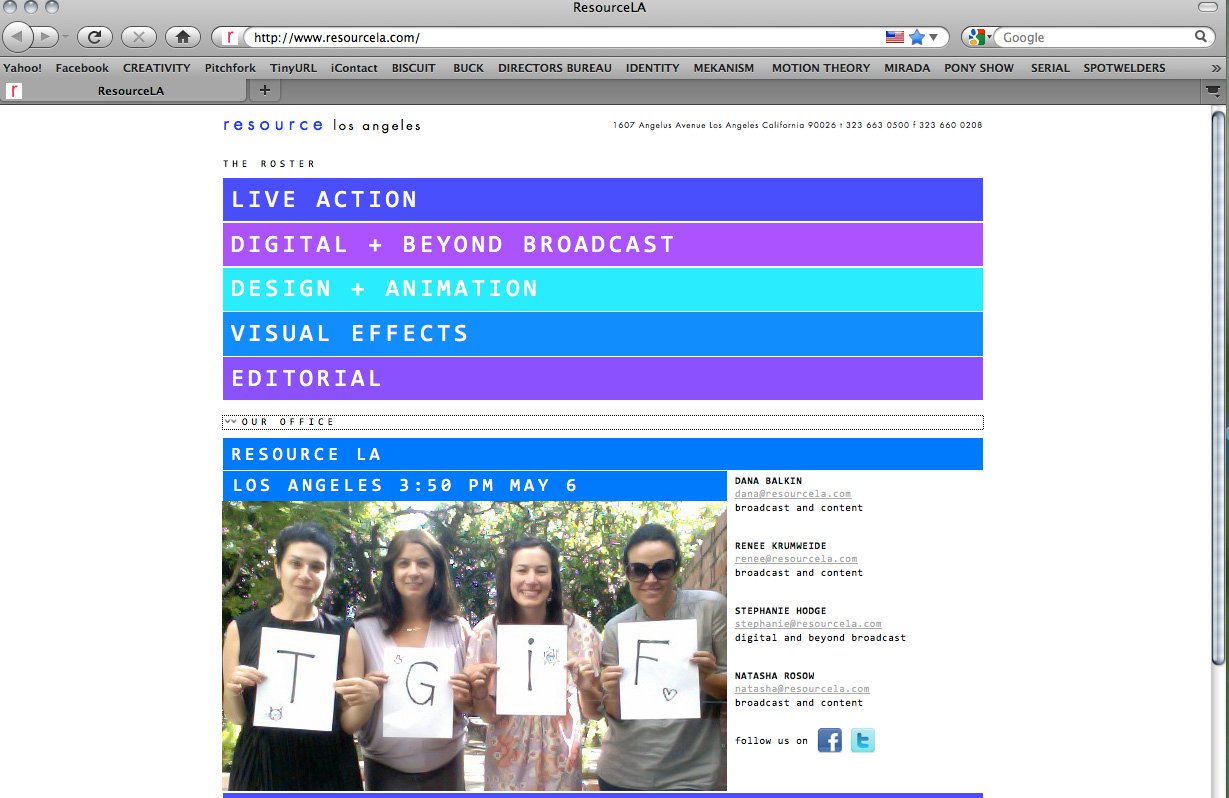 ResourceLA
http://www.resourcela.com/
Google
Yahoo! Facebook CREATIVITY Pitchfork TinyURL iContact BISCUIT BUCK DIRECTORS BUREAU IDENTITY MEKANISM MOTION THEORY MIRADA PONY SHOW SERIAL SPOTWELDERS »
r ResourceLA +
resource los angeles
1607 Angelus Avenue Los Angeles California 90026 t 323 663 0500 f 323 660 0208
THE ROSTER
LIVE ACTION
DIGITAL + BEYOND BROADCAST
DESIGN + ANIMATION
VISUAL EFFECTS
EDITORIAL
OUR OFFICE
RESOURCE LA
LOS ANGELES 3:50 PM MAY 6
T G i F
DANA BALKIN
dana@resourcela.com
broadcast and content
RENEE KRUMWEIDE
renee@resourcela.com
broadcast and content
STEPHANIE HODGE
stephanie@resourcela.com
digital and beyond broadcast
NATASHA ROSOW
natasha@resourcela.com
broadcast and content
follow us on f t